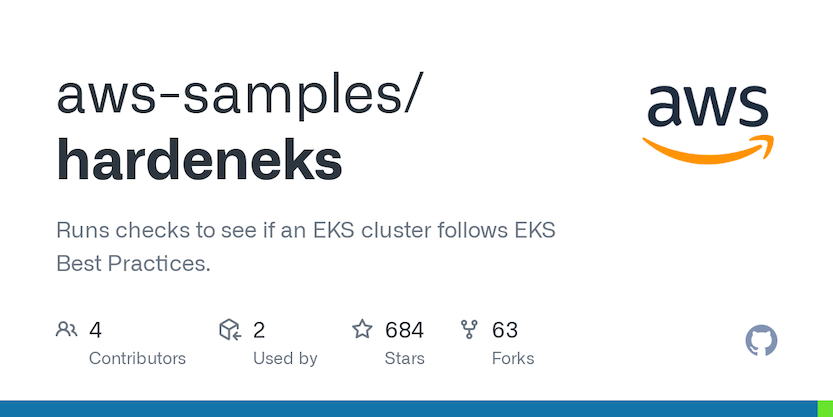 aws-samples/
hardeneks
aws
Runs checks to see if an EKS cluster follows EKS
Best Practices.
4
Contributors
2
Used by
684
Stars
63
Forks